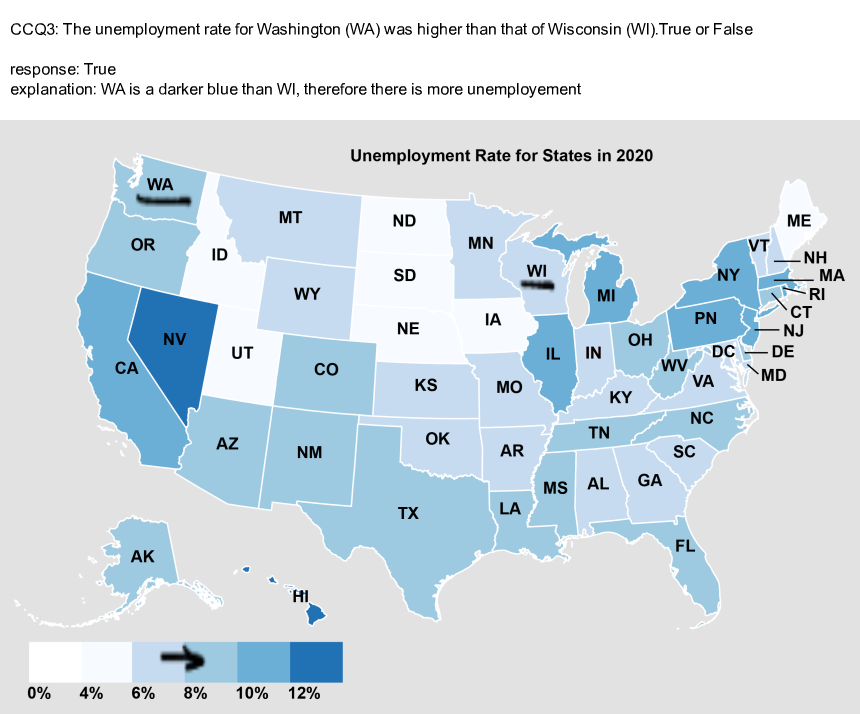 CCQ3: The unemployment rate for Washington (WA) was higher than that of Wisconsin (WI).True or False
response: True
explanation: WA is a darker blue than WI, therefore there is more unemployement
Unemployment Rate for States in 2020
WA
MT
ND
MN
ME
OR
ID
SD
WI
VT
NH
WY
MI
NY
MA
RI
CT
NV
NE
IA
PN
NJ
CA
UT
CO
IL
IN
OH
DC
DE
MD
KS
MO
WV
VA
KY
AZ
NM
OK
AR
TN
NC
SC
TX
LA
MS
AL
GA
FL
AK
HI
0% 4% 6% 8% 10% 12%